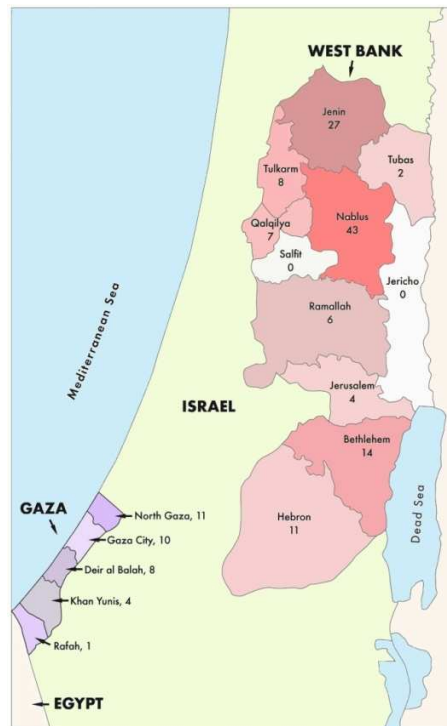 WEST BANK
Jenin
27
Tubas
2
Tulkarm
8
Nablus
43
Qalqilya
7
Salfit
0
Jericho
0
Ramallah
6
Mediterranean Sea
Jerusalem
4
ISRAEL
Bethlehem
14
Hebron
11
Dead Sea
GAZA
North Gaza, 11
Gaza City, 10
Deir al Balah, 8
Khan Yunis, 4
Rafah, 1
EGYPT